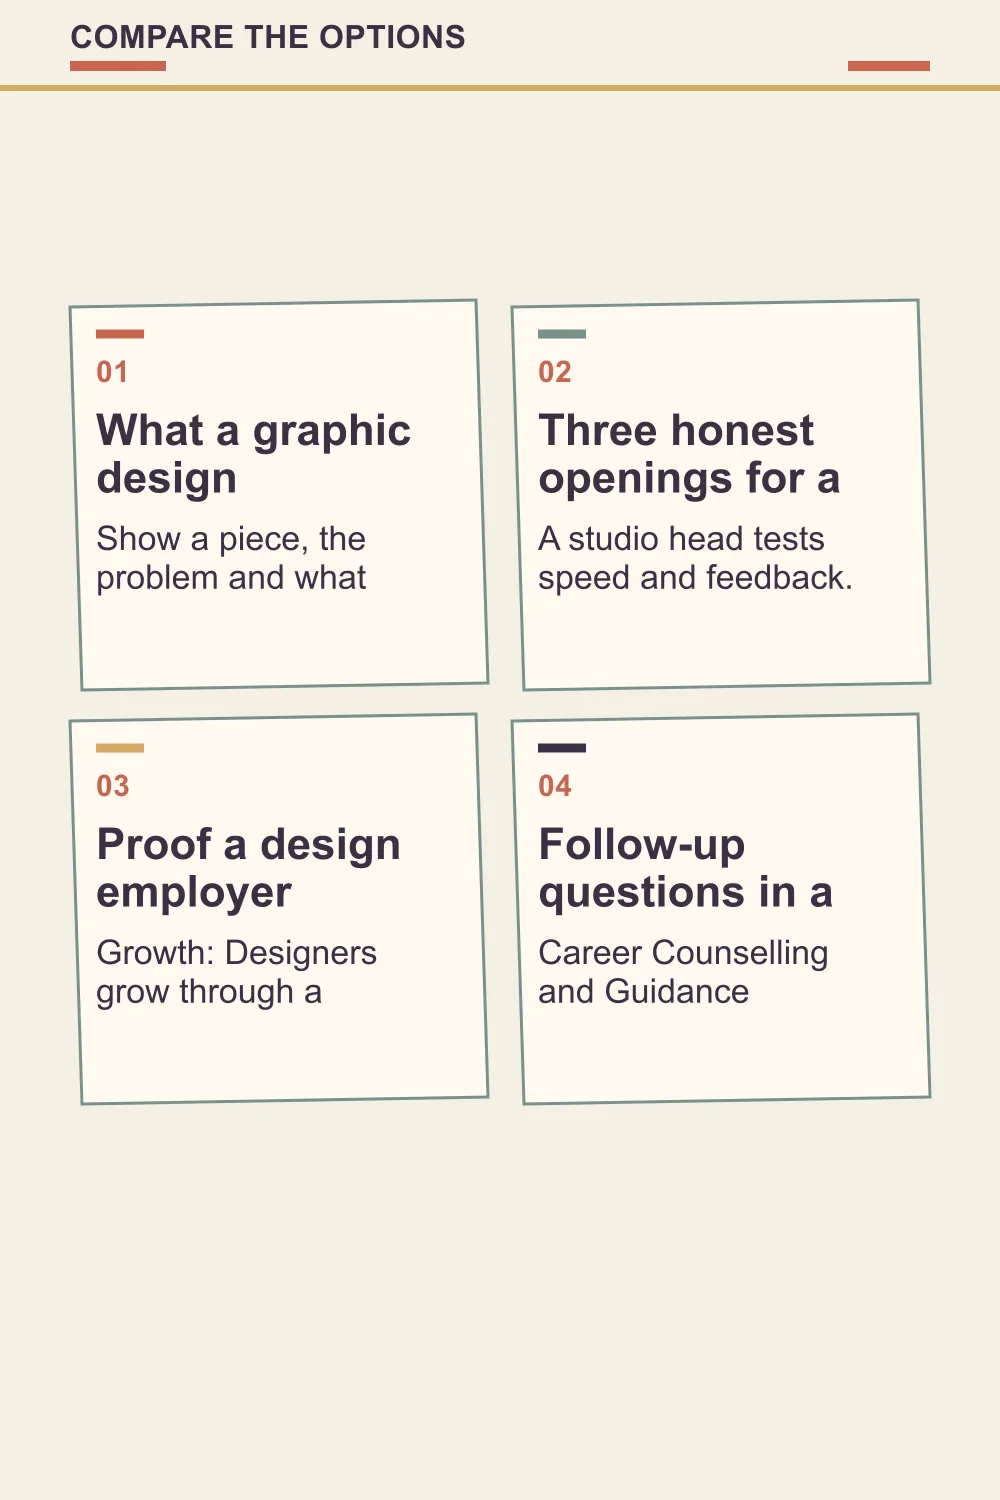 COMPARE THE OPTIONS
01
What a graphic
design
Show a piece, the
problem and what
02
Three honest
openings for a
A studio head tests
speed and feedback.
03
Proof a design
employer
Growth: Designers
grow through a
04
Follow-up
questions in a
Career Counselling
and Guidance